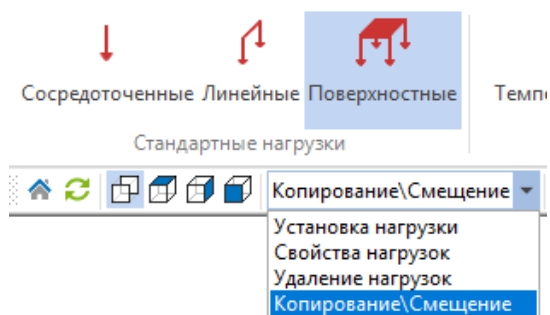 Сосредоточенные Линейные Поверхностные
Стандартные нагрузки
Копирование\Смещение
Установка нагрузки
Свойства нагрузок
Удаление нагрузок
Копирование\Смещение